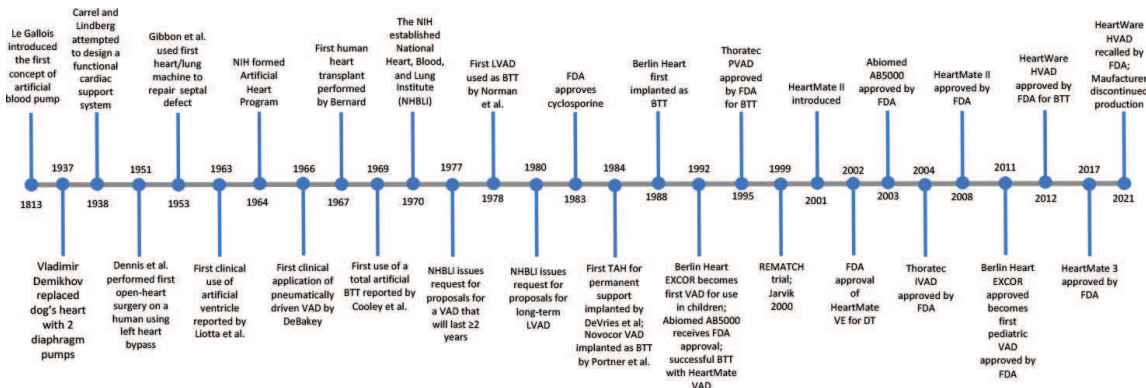 Le Gallois
introduced
the first
concept of
artificial
blood pump
1813
1937
Vladimir
Demikhov
replaced
dog's heart
with 2
diaphragm
pumps
Carrel and
Lindberg
attempted
to design a
functional
cardiac
support
system
1938
1951
Dennis et al.
performed first
open-heart
surgery on a
human using
left heart
bypass
Gibbon et al.
used first
heart/lung
machine to
repair septal
defect
1953
1963
First clinical
use of
artificial
ventricle
reported by
Liotta et al.
NIH formed
Artificial
Heart
Program
1964
1966
First clinical
application of
pneumatically
driven VAD by
DeBakey
First human
heart
transplant
performed
by Bernard
1967
1969
First use of a
total artificial
BTT reported by
Cooley et al.
The NIH
established
National
Heart, Blood,
and Lung
Institute
(NHBLI)
1970
1977
NHBLI issues
request for
proposals for
a VAD that
will last ≥2
years
First LVAD
used as BTT
by Norman
et al.
1978
1980
NHBLI issues
request for
proposals for
long-term
LVAD
FDA
approves
cyclosporine
1983
1984
First TAH for
permanent
support
implanted by
DeVries et al;
Novocor VAD
implanted as BTT
by Portner et al.
Berlin Heart
first
implanted as
BTT
1988
1992
Berlin Heart
EXCOR becomes
first VAD for use
in children;
Abiomed AB5000
receives FDA
approval;
successful BTT
with HeartMate
VAD
Thoratec
PVAD
approved
by FDA
for BTT
1995
1999
REMATCH
trial;
Jarvik
2000
HeartMate II
introduced
2001
2002
FDA
approval
of
HeartMate
VE for DT
Abiomed
AB5000
approved by
FDA
2003
2004
Thoratec
IVAD
approved by
FDA
HeartMate II
approved by
FDA
2008
2011
Berlin Heart
EXCOR
approved
becomes
first
pediatric
VAD
approved by
FDA
HeartWare
HVAD
approved by
FDA for BTT
2012
2017
HeartMate 3
approved by
FDA
HeartWare
HVAD
recalled by
FDA;
Maufacturer
discontinued
production
2021